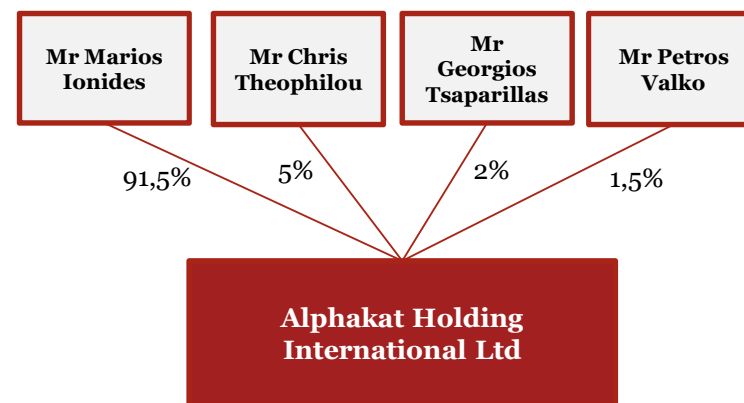 Mr Marios
Ionides
Mr Chris
Theophilou
Mr
Georgios
Tsaparillas
Mr Petros
Valko
91,5%
5%
2%
1,5%
Alphakat Holding
International Ltd